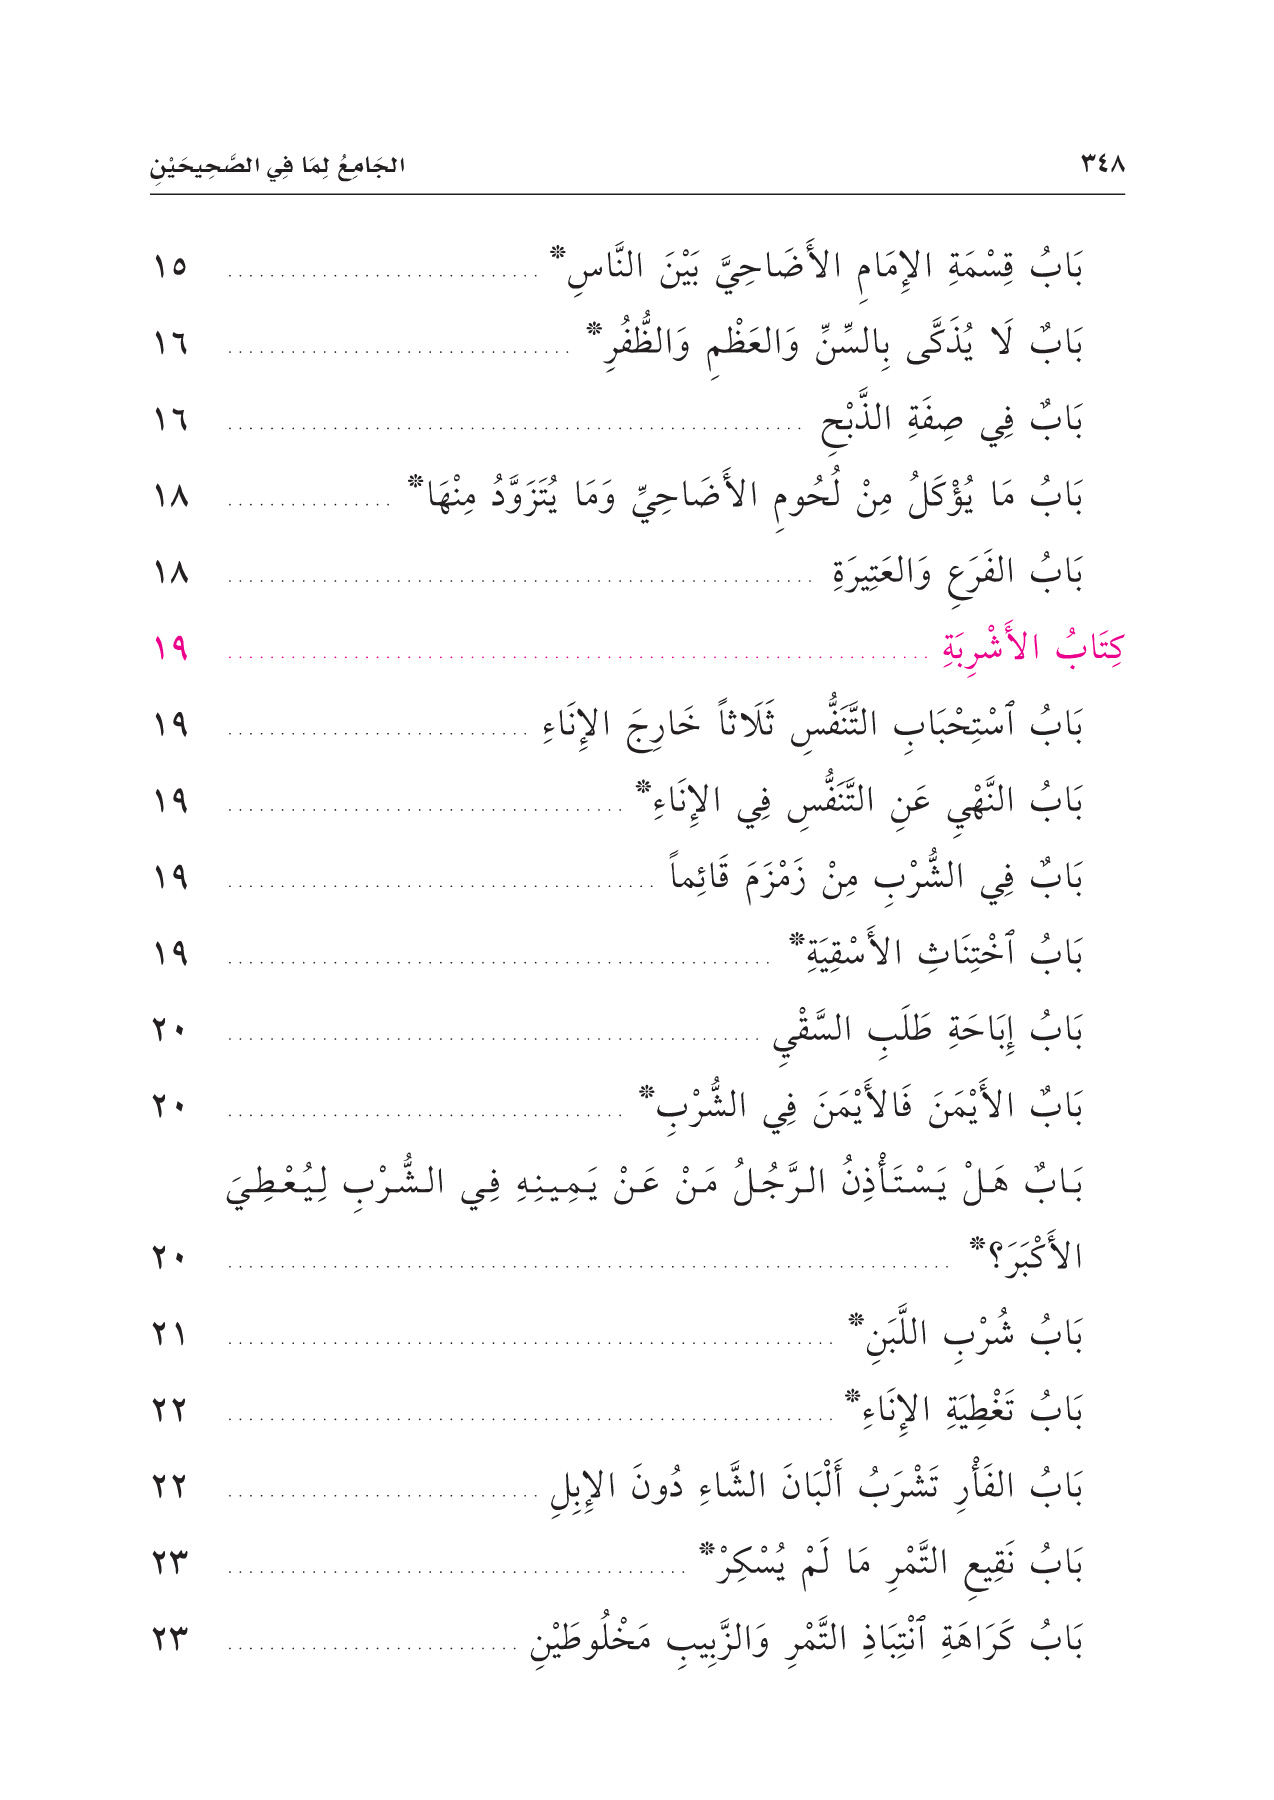 ٣٤٨ الجَامِعُ لِمَا فِي الصَّحِيحَيْنِ
بَابُ قِسْمَةِ الإِمَامِ الأَضَاحِيَّ بَيْنَ النَّاسِ* ١٥
بَابٌ لَا يُذَكَّى بِالسِّنِّ وَالعَظْمِ وَالظُّفُرِ* ١٦
بَابٌ فِي صِفَةِ الذَّبْحِ ١٦
بَابُ مَا يُؤْكَلُ مِنْ لُحُومِ الأَضَاحِيِّ وَمَا يُتَزَوَّدُ مِنْهَا* ١٨
بَابُ الفَرَعِ وَالعَتِيرَةِ ١٨
كِتَابُ الأَشْرِبَةِ ١٩
بَابُ ٱسْتِحْبَابِ التَّنَفُّسِ ثَلَاثاً خَارِجَ الإِنَاءِ ١٩
بَابُ النَّهْيِ عَنِ التَّنَفُّسِ فِي الإِنَاءِ* ١٩
بَابٌ فِي الشُّرْبِ مِنْ زَمْزَمَ قَائِماً ١٩
بَابُ ٱخْتِنَاثِ الأَسْقِيَةِ* ١٩
بَابُ إِبَاحَةِ طَلَبِ السَّقْيِ ٢٠
بَابٌ الأَيْمَنَ فَالأَيْمَنَ فِي الشُّرْبِ* ٢٠
بَابٌ هَلْ يَسْتَأْذِنُ الرَّجُلُ مَنْ عَنْ يَمِينِهِ فِي الشُّرْبِ لِيُعْطِيَ
الأَكْبَرَ؟* ٢٠
بَابُ شُرْبِ اللَّبَنِ* ٢١
بَابُ تَغْطِيَةِ الإِنَاءِ* ٢٢
بَابُ الفَأْرِ تَشْرَبُ أَلْبَانَ الشَّاءِ دُونَ الإِبِلِ ٢٢
بَابُ نَقِيعِ التَّمْرِ مَا لَمْ يُسْكِرْ* ٢٣
بَابُ كَرَاهَةِ ٱنْتِبَاذِ التَّمْرِ وَالزَّبِيبِ مَخْلُوطَيْنِ ٢٣